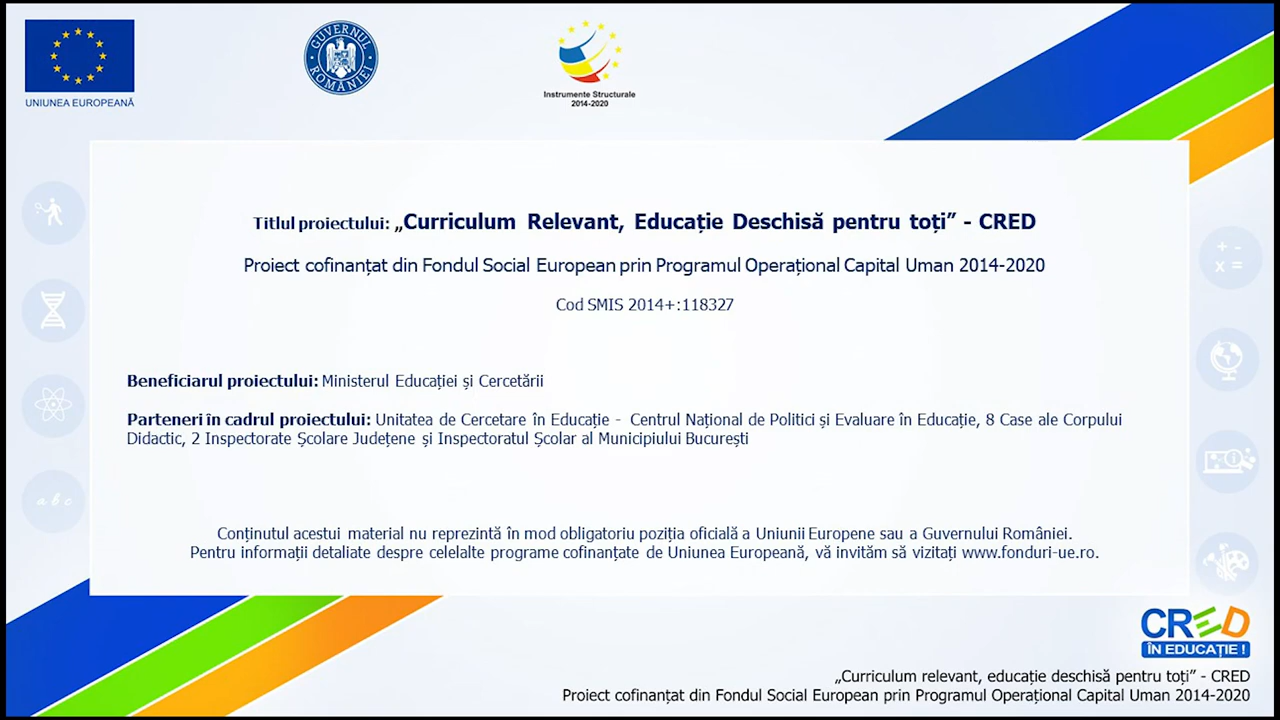 UNIUNEA EUROPEANĂ
GUVERNUL ROMÂNIEI
Instrumente Structurale
2014-2020
Titlul proiectului: „Curriculum Relevant, Educație Deschisă pentru toți” - CRED
Proiect cofinanțat din Fondul Social European prin Programul Operațional Capital Uman 2014-2020
Cod SMIS 2014+:118327
Beneficiarul proiectului: Ministerul Educației și Cercetării
Parteneri în cadrul proiectului: Unitatea de Cercetare în Educație - Centrul Național de Politici și Evaluare în Educație, 8 Case ale Corpului
Didactic, 2 Inspectorate Școlare Județene și Inspectoratul Școlar al Municipiului București
Conținutul acestui material nu reprezintă în mod obligatoriu poziția oficială a Uniunii Europene sau a Guvernului României.
Pentru informații detaliate despre celelalte programe cofinanțate de Uniunea Europeană, vă invităm să vizitați www.fonduri-ue.ro.
+ -
x =
a b c
CRED
ÎN EDUCAȚIE !
„Curriculum relevant, educație deschisă pentru toți” - CRED
Proiect cofinanțat din Fondul Social European prin Programul Operațional Capital Uman 2014-2020